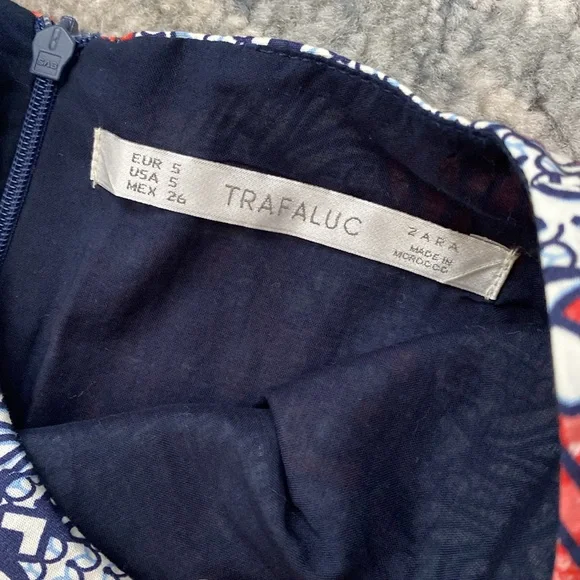 EUR S
USA S
MEX 26
TRAFALUC
ZARA
MADE IN
MOROCCO